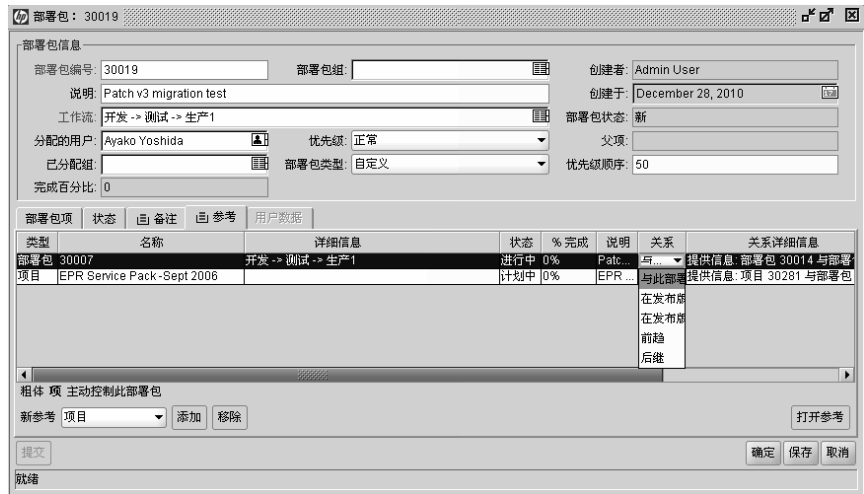 hp 部署包： 30019
部署包信息
部署包编号: 30019 部署包组: 创建者: Admin User
说明: Patch v3 migration test 创建于: December 28, 2010
工作流: 开发 -> 测试 -> 生产1 部署包状态: 新
分配的用户: Ayako Yoshida 优先级: 正常 父项:
已分配组: 部署包类型: 自定义 优先级顺序: 50
完成百分比: 0
部署包项 状态 备注 参考 用户数据
类型 名称 详细信息 状态 % 完成 说明 关系 关系详细信息
部署包 30007 开发 -> 测试 -> 生产1 进行中 0% Patc... 与... 提供信息: 部署包 30014 与部署
项目 EPR Service Pack-Sept 2006 计划中 0% EPR ... 与此部署 提供信息: 项目 30281 与部署包
在发布版
在发布版
前趋
后继
粗体 项 主动控制此部署包
新参考 项目 添加 移除 打开参考
提交 确定 保存 取消
就绪